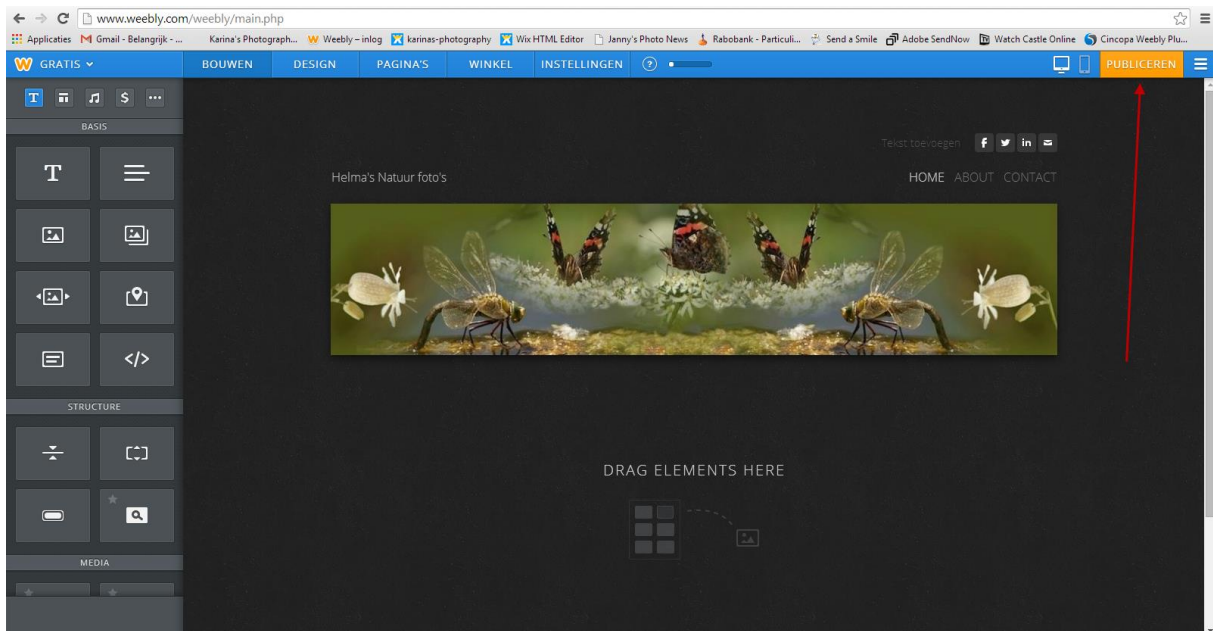 www.weebly.com/weebly/main.php
Applicaties Gmail - Belangrijk - ... Karina's Photograph... Weebly – inlog karinas-photography Wix HTML Editor Janny's Photo News Rabobank - Particuli... Send a Smile Adobe SendNow Watch Castle Online Cincopa Weebly Plu...
GRATIS BOUWEN DESIGN PAGINA'S WINKEL INSTELLINGEN ? PUBLICEREN
T $ ...
BASIS
Tekst toevoegen f in
T
Helma's Natuur foto's HOME ABOUT CONTACT
</>
STRUCTURE
DRAG ELEMENTS HERE
MEDIA